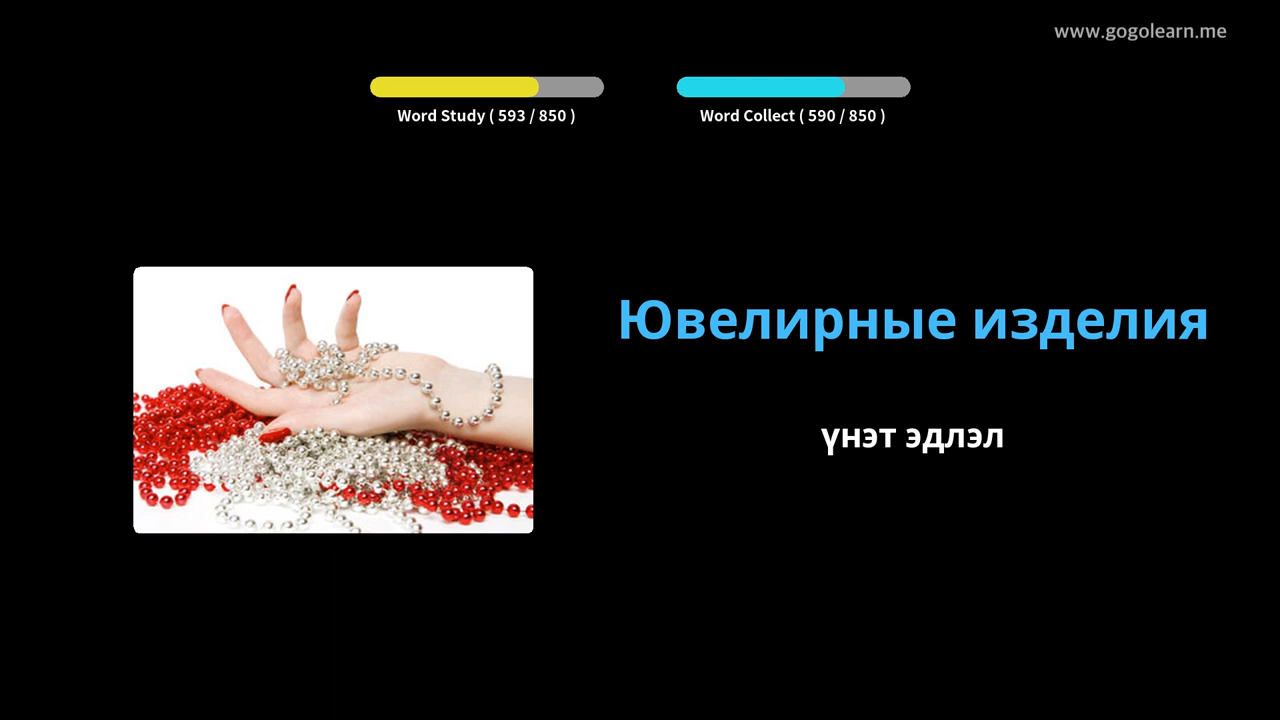 www.gogolearn.me
Word Study ( 593 / 850 )
Word Collect ( 590 / 850 )
Ювелирные изделия
үнэт эдлэл